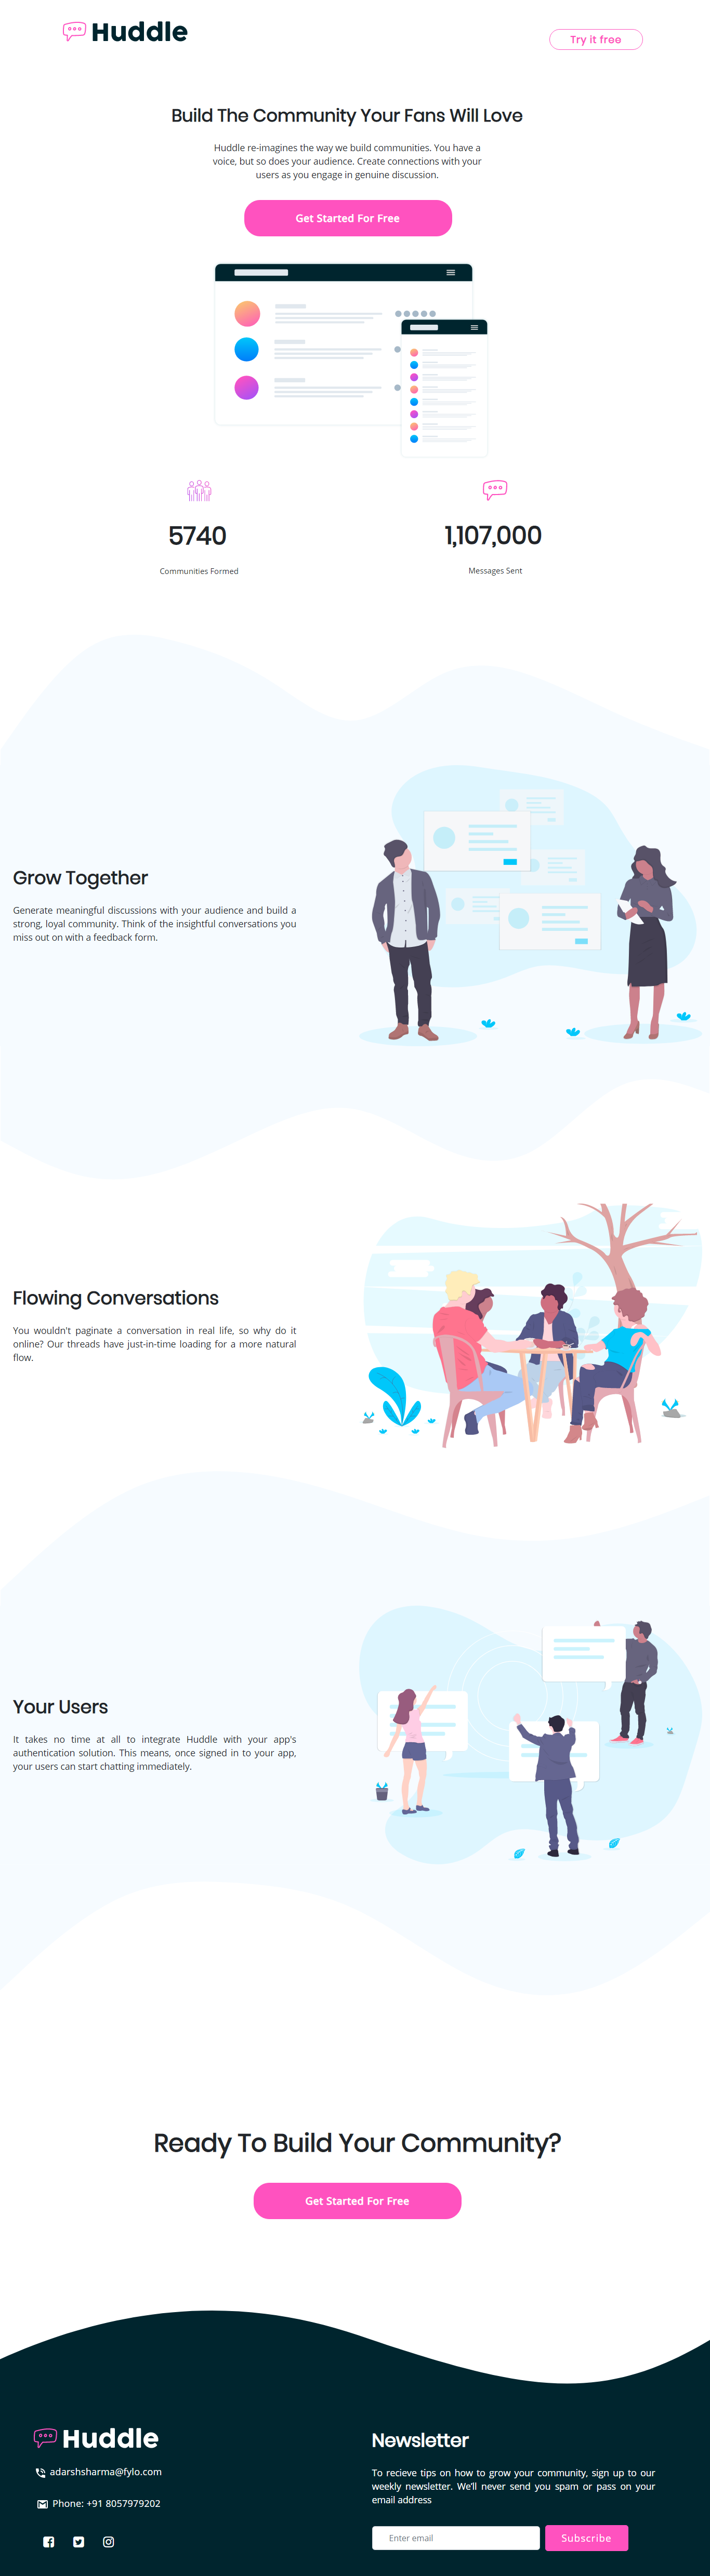 Huddle
Try it free
Build The Community Your Fans Will Love
Huddle re-imagines the way we build communities. You have a
voice, but so does your audience. Create connections with your
users as you engage in genuine discussion.
Get Started For Free
5740
Communities Formed
1,107,000
Messages Sent
Grow Together
Generate meaningful discussions with your audience and build a
strong, loyal community. Think of the insightful conversations you
miss out on with a feedback form.
Flowing Conversations
You wouldn't paginate a conversation in real life, so why do it
online? Our threads have just-in-time loading for a more natural
flow.
Your Users
It takes no time at all to integrate Huddle with your app's
authentication solution. This means, once signed in to your app,
your users can start chatting immediately.
Ready To Build Your Community?
Get Started For Free
Huddle
adarshsharma@fylo.com
Phone: +91 8057979202
Newsletter
To recieve tips on how to grow your community, sign up to our
weekly newsletter. We'll never send you spam or pass on your
email address
Enter email
Subscribe